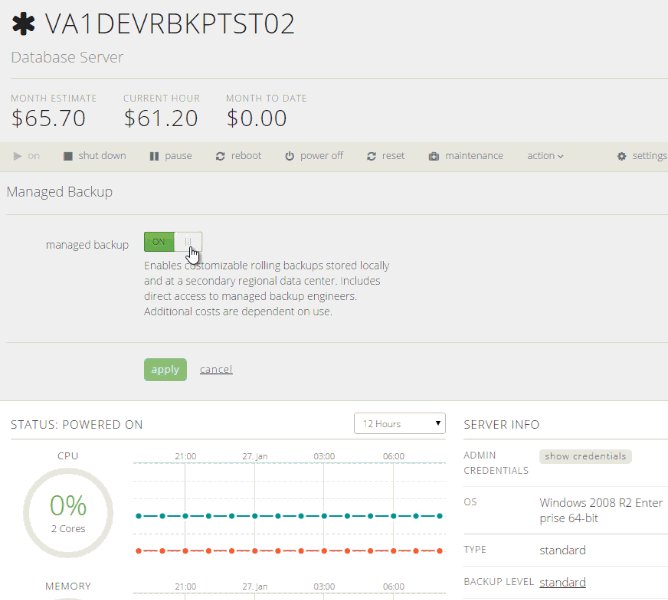 ✱ VA1DEVRBKPTST02
Database Server
MONTH ESTIMATE CURRENT HOUR MONTH TO DATE
$65.70 $61.20 $0.00
on shut down pause reboot power off reset maintenance action settings
Managed Backup
managed backup ON
Enables customizable rolling backups stored locally
and at a secondary regional data center. Includes
direct access to managed backup engineers.
Additional costs are dependent on use.
apply cancel
STATUS: POWERED ON 12 Hours
CPU
21:00 27. Jan 03:00 06:00
0%
2 Cores
MEMORY
21:00 27. Jan 03:00 06:00
SERVER INFO
ADMIN
CREDENTIALS show credentials
OS Windows 2008 R2 Enter
prise 64-bit
TYPE standard
BACKUP LEVEL standard